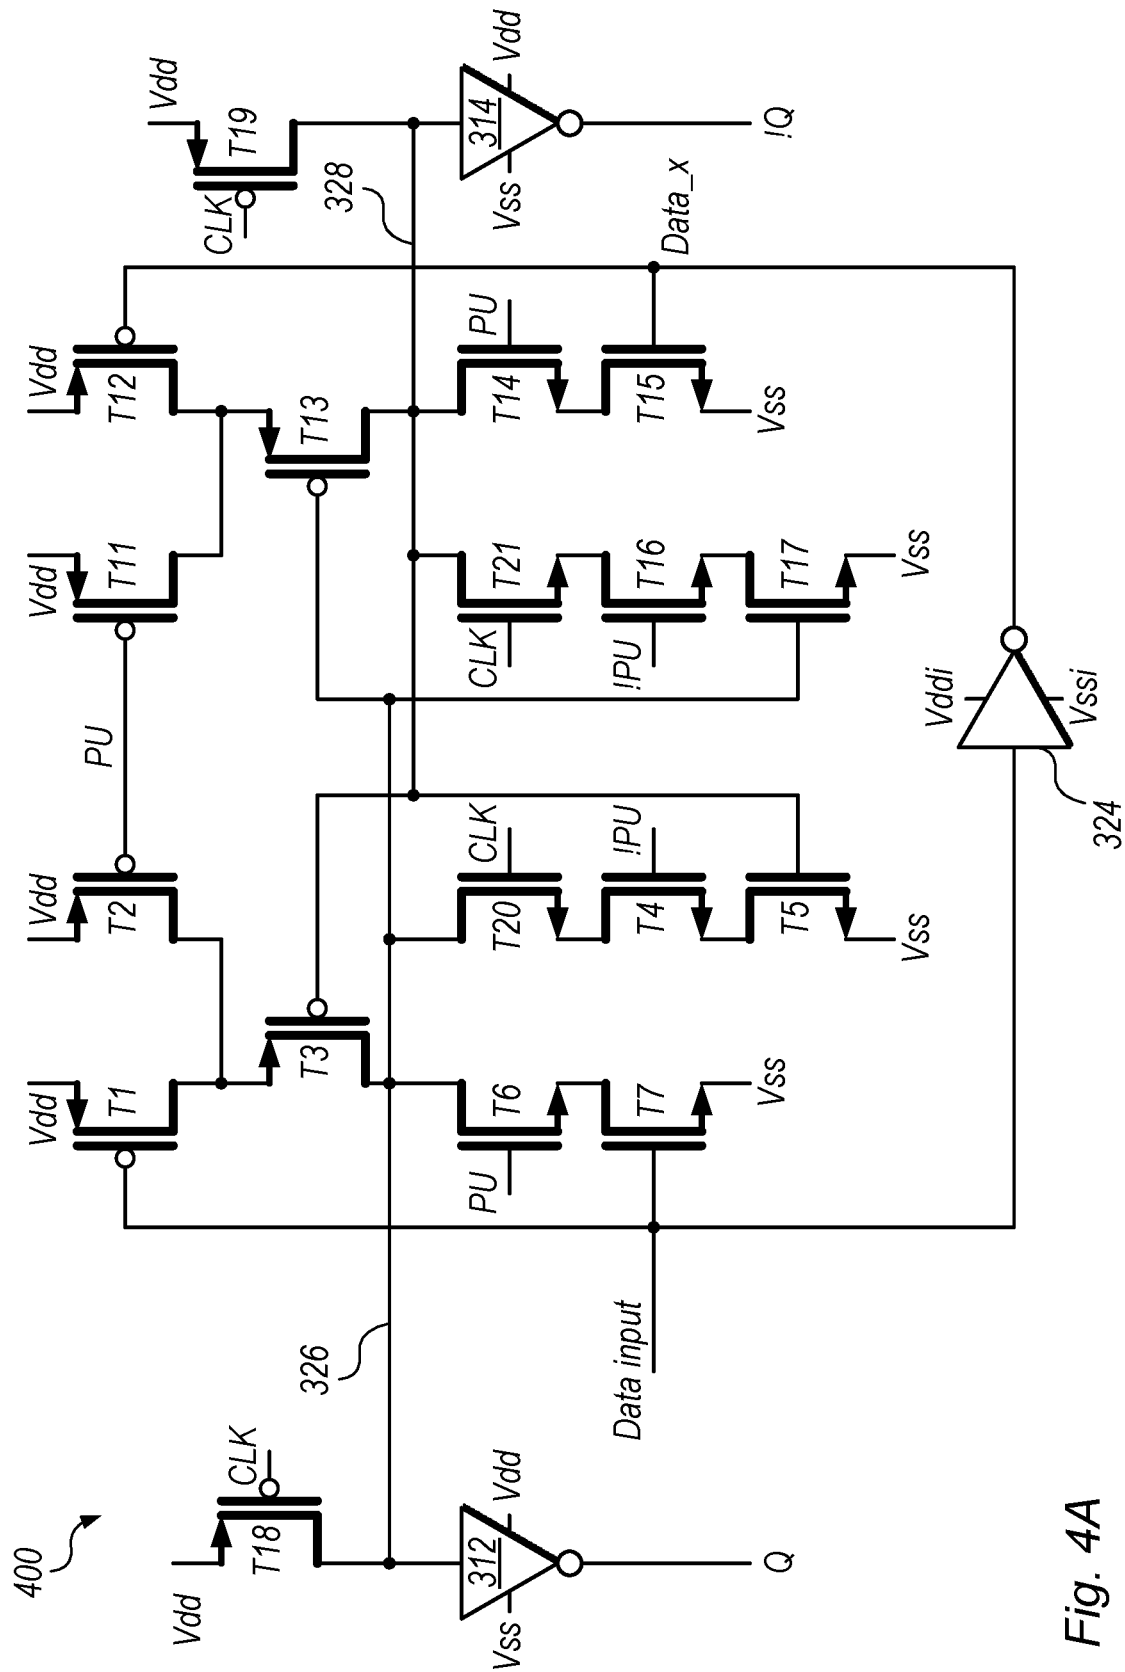 400
Vdd
T18
CLK
Vss
312
Vdd
Q
326
Data input
Vdd
T1
Vdd
T2
PU
Vdd
T11
Vdd
T12
T3
T13
PU
T6
T7
Vss
T20
CLK
T4
!PU
T5
Vss
CLK
T21
!PU
T16
T17
Vss
T14
PU
T15
Vss
Vdd
T19
CLK
328
Vss
314
Vdd
!Q
Data_x
Vddi
Vssi
324
Fig. 4A